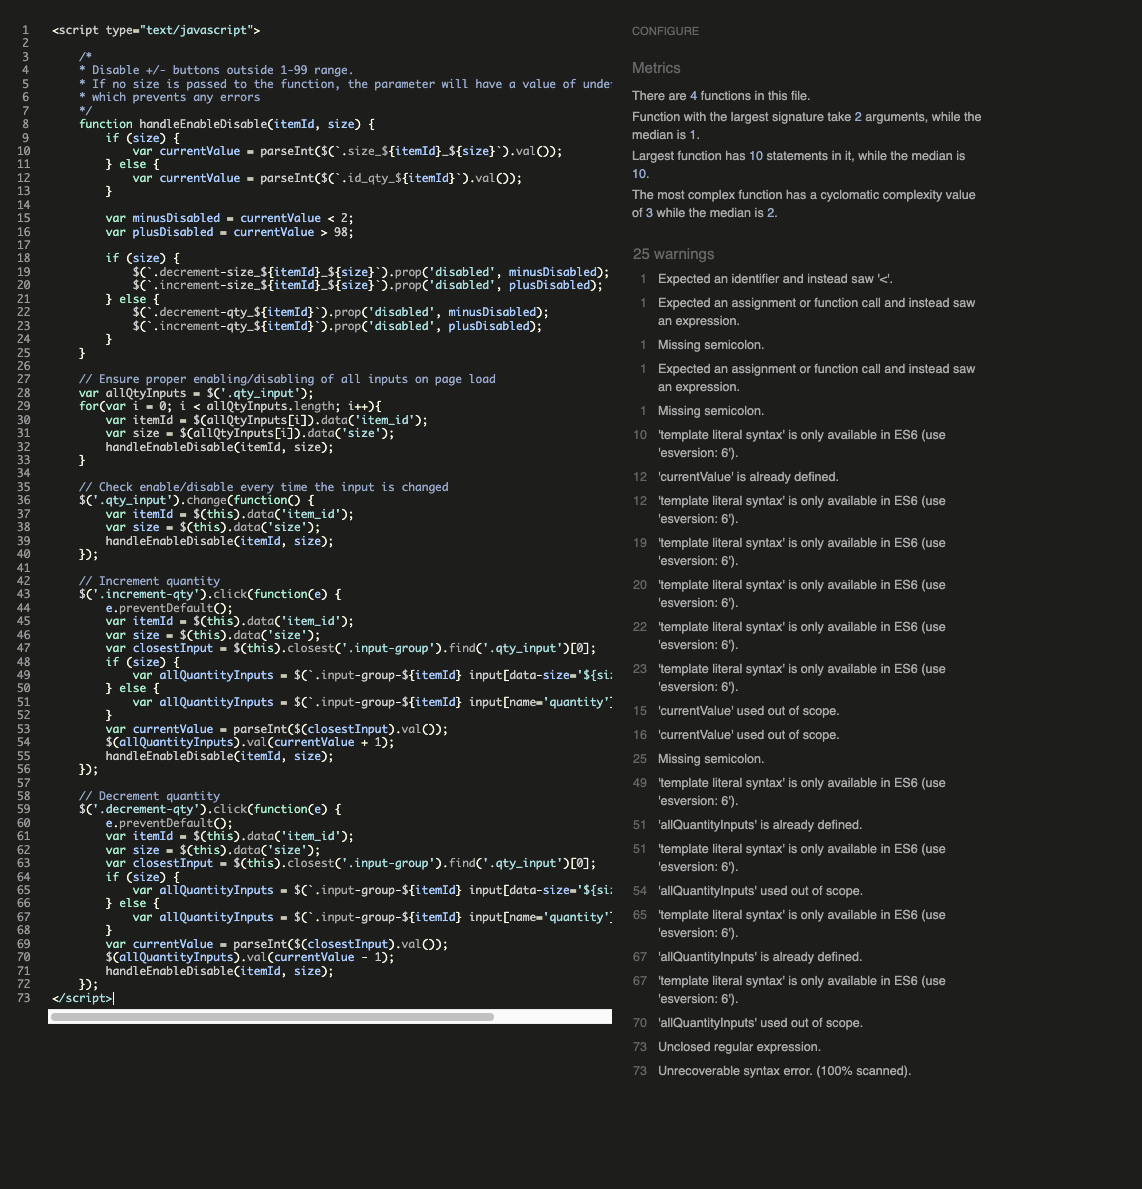 1 <script type="text/javascript">
2
3 /*
4 * Disable +/- buttons outside 1-99 range.
5 * If no size is passed to the function, the parameter will have a value of unde
6 * which prevents any errors
7 */
8 function handleEnableDisable(itemId, size) {
9 if (size) {
10 var currentValue = parseInt($(`.size_${itemId}_${size}`).val());
11 } else {
12 var currentValue = parseInt($(`.id_qty_${itemId}`).val());
13 }
14
15 var minusDisabled = currentValue < 2;
16 var plusDisabled = currentValue > 98;
17
18 if (size) {
19 $(`.decrement-size_${itemId}_${size}`).prop('disabled', minusDisabled);
20 $(`.increment-size_${itemId}_${size}`).prop('disabled', plusDisabled);
21 } else {
22 $(`.decrement-qty_${itemId}`).prop('disabled', minusDisabled);
23 $(`.increment-qty_${itemId}`).prop('disabled', plusDisabled);
24 }
25 }
26
27 // Ensure proper enabling/disabling of all inputs on page load
28 var allQtyInputs = $('.qty_input');
29 for(var i = 0; i < allQtyInputs.length; i++){
30 var itemId = $(allQtyInputs[i]).data('item_id');
31 var size = $(allQtyInputs[i]).data('size');
32 handleEnableDisable(itemId, size);
33 }
34
35 // Check enable/disable every time the input is changed
36 $('.qty_input').change(function() {
37 var itemId = $(this).data('item_id');
38 var size = $(this).data('size');
39 handleEnableDisable(itemId, size);
40 });
41
42 // Increment quantity
43 $('.increment-qty').click(function(e) {
44 e.preventDefault();
45 var itemId = $(this).data('item_id');
46 var size = $(this).data('size');
47 var closestInput = $(this).closest('.input-group').find('.qty_input')[0];
48 if (size) {
49 var allQuantityInputs = $(`.input-group-${itemId} input[data-size='${si
50 } else {
51 var allQuantityInputs = $(`.input-group-${itemId} input[name='quantity']
52 }
53 var currentValue = parseInt($(closestInput).val());
54 $(allQuantityInputs).val(currentValue + 1);
55 handleEnableDisable(itemId, size);
56 });
57
58 // Decrement quantity
59 $('.decrement-qty').click(function(e) {
60 e.preventDefault();
61 var itemId = $(this).data('item_id');
62 var size = $(this).data('size');
63 var closestInput = $(this).closest('.input-group').find('.qty_input')[0];
64 if (size) {
65 var allQuantityInputs = $(`.input-group-${itemId} input[data-size='${si
66 } else {
67 var allQuantityInputs = $(`.input-group-${itemId} input[name='quantity']
68 }
69 var currentValue = parseInt($(closestInput).val());
70 $(allQuantityInputs).val(currentValue - 1);
71 handleEnableDisable(itemId, size);
72 });
73 </script>
CONFIGURE
Metrics
There are 4 functions in this file.
Function with the largest signature take 2 arguments, while the
median is 1.
Largest function has 10 statements in it, while the median is
10.
The most complex function has a cyclomatic complexity value
of 3 while the median is 2.
25 warnings
1 Expected an identifier and instead saw '<'.
1 Expected an assignment or function call and instead saw
an expression.
1 Missing semicolon.
1 Expected an assignment or function call and instead saw
an expression.
1 Missing semicolon.
10 'template literal syntax' is only available in ES6 (use
'esversion: 6').
12 'currentValue' is already defined.
12 'template literal syntax' is only available in ES6 (use
'esversion: 6').
19 'template literal syntax' is only available in ES6 (use
'esversion: 6').
20 'template literal syntax' is only available in ES6 (use
'esversion: 6').
22 'template literal syntax' is only available in ES6 (use
'esversion: 6').
23 'template literal syntax' is only available in ES6 (use
'esversion: 6').
15 'currentValue' used out of scope.
16 'currentValue' used out of scope.
25 Missing semicolon.
49 'template literal syntax' is only available in ES6 (use
'esversion: 6').
51 'allQuantityInputs' is already defined.
51 'template literal syntax' is only available in ES6 (use
'esversion: 6').
54 'allQuantityInputs' used out of scope.
65 'template literal syntax' is only available in ES6 (use
'esversion: 6').
67 'allQuantityInputs' is already defined.
67 'template literal syntax' is only available in ES6 (use
'esversion: 6').
70 'allQuantityInputs' used out of scope.
73 Unclosed regular expression.
73 Unrecoverable syntax error. (100% scanned).